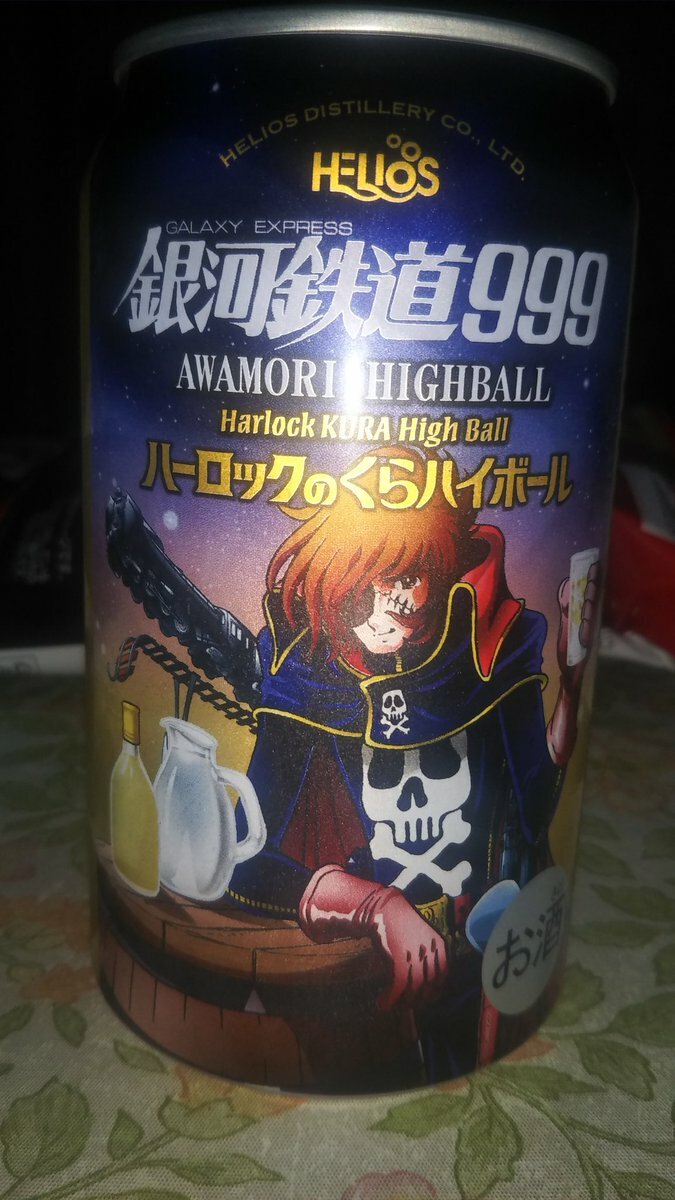 HELIOS DISTILLERY CO., LTD.
HELIOS
GALAXY EXPRESS
銀河鉄道999
AWAMORI HIGHBALL
Harlock KURA High Ball
ハーロックのくらハイボール
お酒